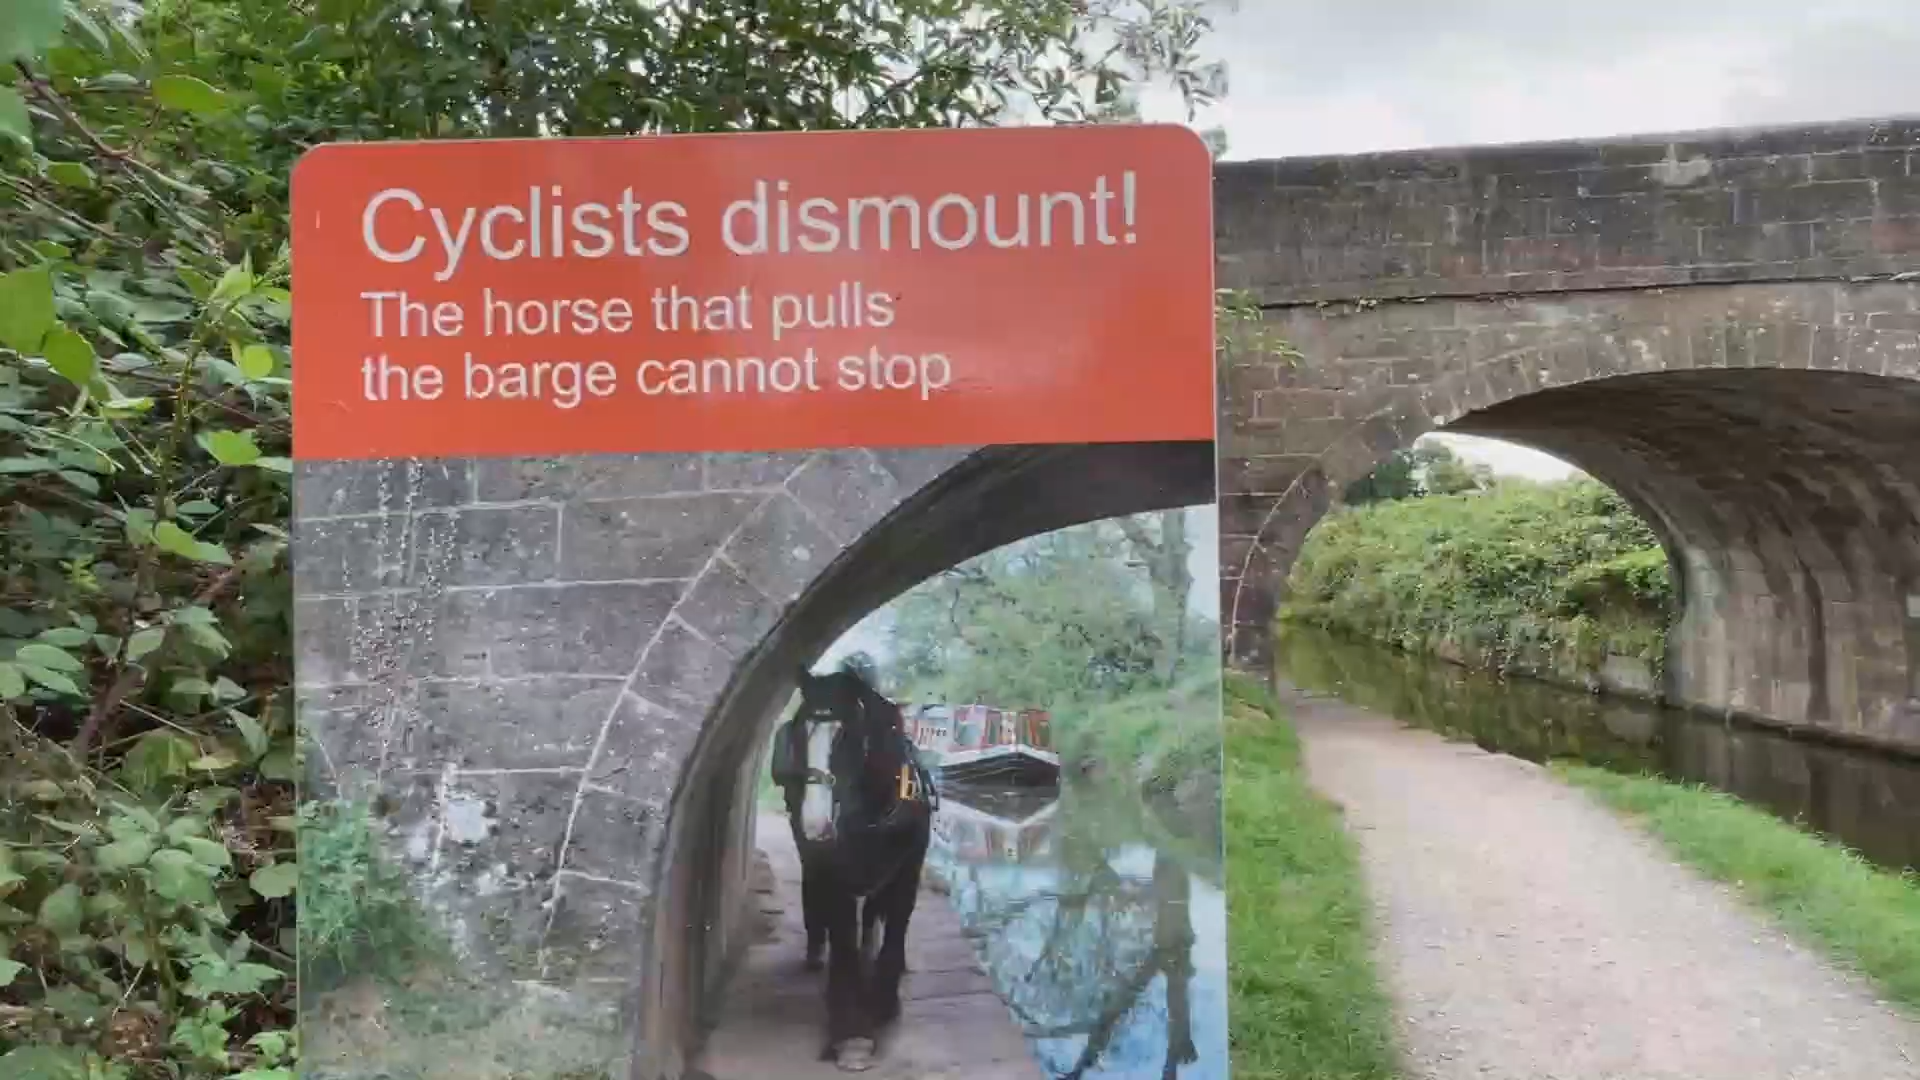 Cyclists dismount!
The horse that pulls
the barge cannot stop